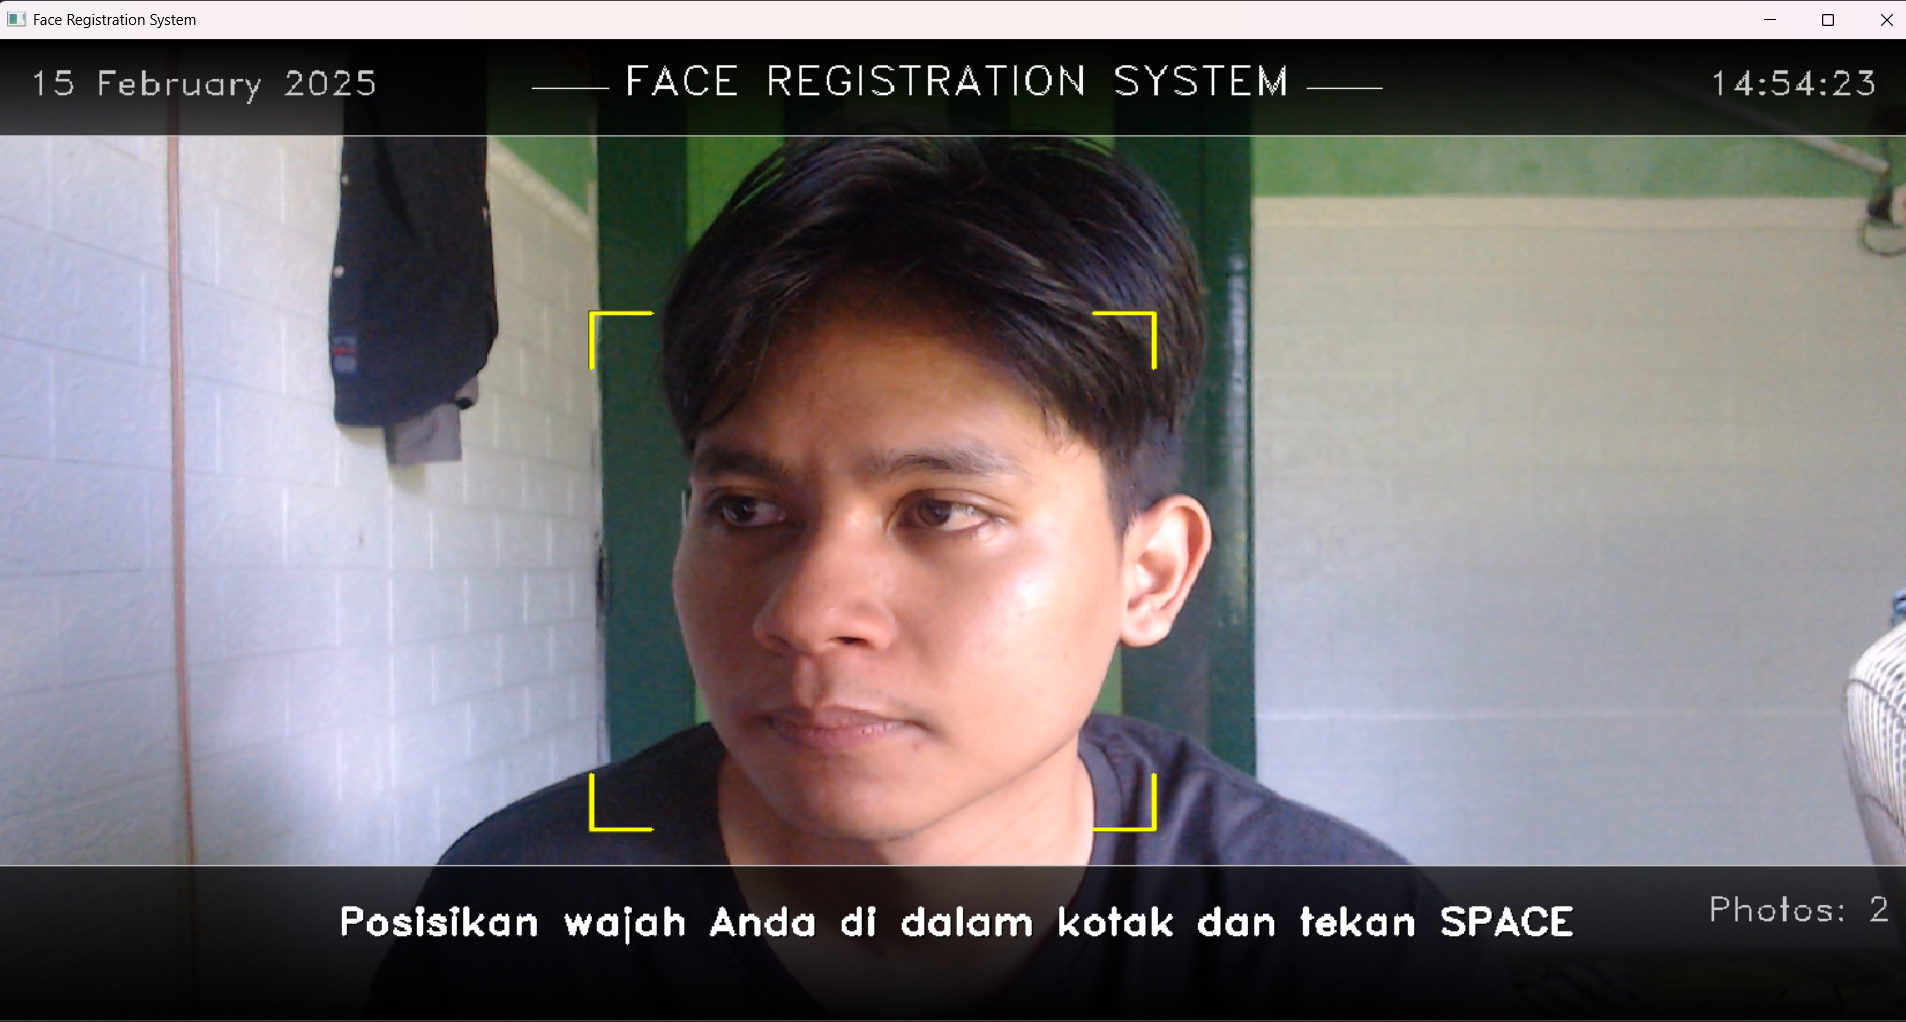 Face Registration System
15 February 2025
FACE REGISTRATION SYSTEM
14:54:23
Posisikan wajah Anda di dalam kotak dan tekan SPACE
Photos: 2